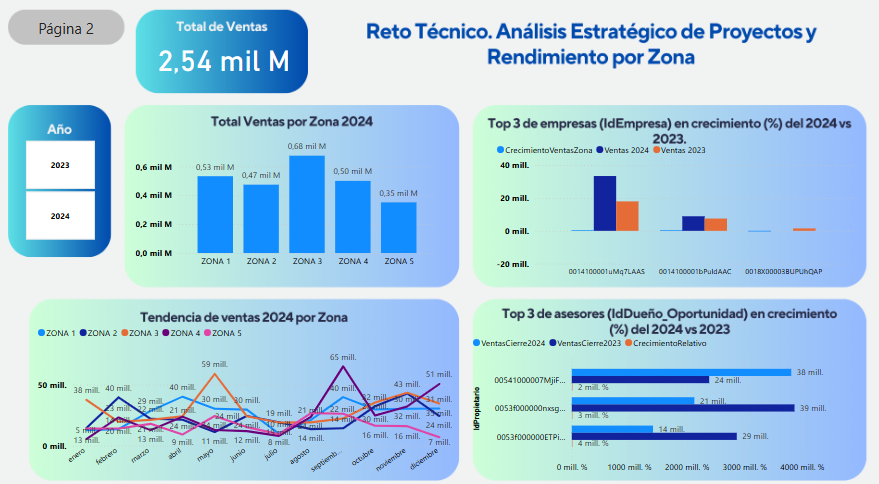 Página 2
Total de Ventas
2,54 mil M
Reto Técnico. Análisis Estratégico de Proyectos y
Rendimiento por Zona
Año
2023
2024
Total Ventas por Zona 2024
0,6 mil M
0,4 mil M
0,2 mil M
0,0 mil M
0,53 mil M
0,47 mil M
0,68 mil M
0,50 mil M
0,35 mil M
ZONA 1
ZONA 2
ZONA 3
ZONA 4
ZONA 5
Top 3 de empresas (IdEmpresa) en crecimiento (%) del 2024 vs
2023.
CrecimientoVentasZona
Ventas 2024
Ventas 2023
40 mill.
20 mill.
0 mill.
-20 mill.
0014100001uMq7LAAS
0014100001bPuIdAAC
0018X00003BUPUhQAP
Tendencia de ventas 2024 por Zona
ZONA 1
ZONA 2
ZONA 3
ZONA 4
ZONA 5
50 mill.
0 mill.
38 mill.
5 mill.
13 mill.
40 mill.
20 mill.
29 mill.
13 mill.
40 mill.
21 mill.
24 mill.
9 mill.
59 mill.
30 mill.
24 mill.
11 mill.
30 mill.
24 mill.
12 mill.
19 mill.
10 mill.
8 mill.
21 mill.
14 mill.
65 mill.
40 mill.
14 mill.
32 mill.
30 mill.
16 mill.
43 mill.
32 mill.
16 mill.
51 mill.
7 mill.
enero
febrero
marzo
abril
mayo
junio
julio
agosto
septiemb...
octubre
noviembre
diciembre
Top 3 de asesores (IdDueño_Oportunidad) en crecimiento
(%) del 2024 vs 2023
VentasCierre2024
VentasCierre2023
CrecimientoRelativo
IdPropietario
00541000007MjiF...
38 mill.
24 mill.
2 mill. %
0053f000000nxsg...
21 mill.
39 mill.
3 mill. %
0053f000000ETPi...
14 mill.
29 mill.
4 mill. %
0 mill. %
1000 mill. %
2000 mill. %
3000 mill. %
4000 mill. %